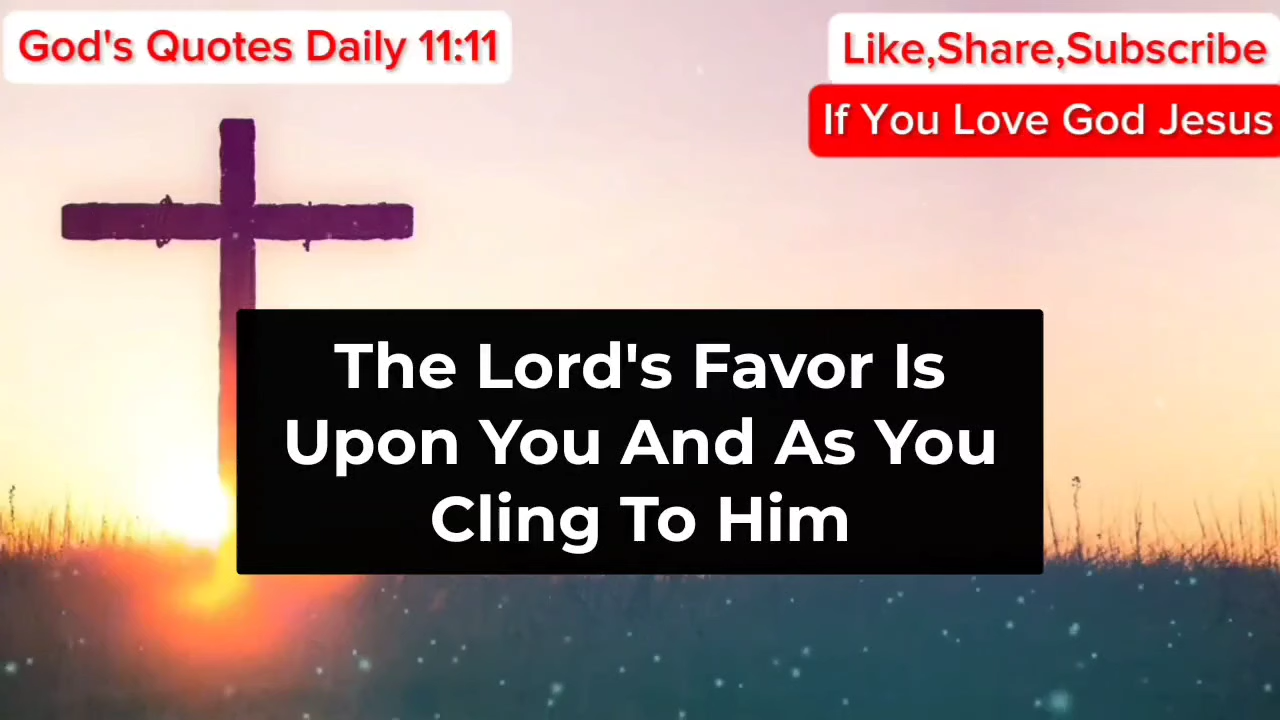 God's Quotes Daily 11:11
Like,Share,Subscribe
If You Love God Jesus
The Lord's Favor Is
Upon You And As You
Cling To Him